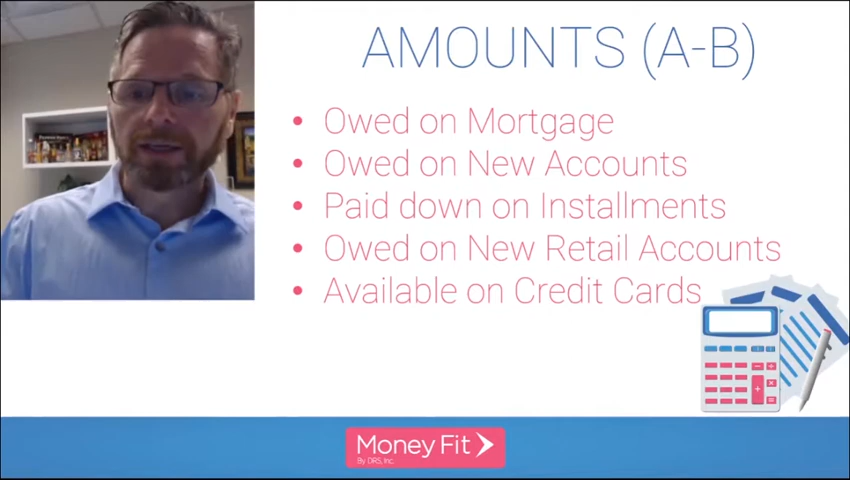 AMOUNTS (A-B)
• Owed on Mortgage
• Owed on New Accounts
• Paid down on Installments
• Owed on New Retail Accounts
• Available on Credit Cards
Money Fit
By DRS, Inc.